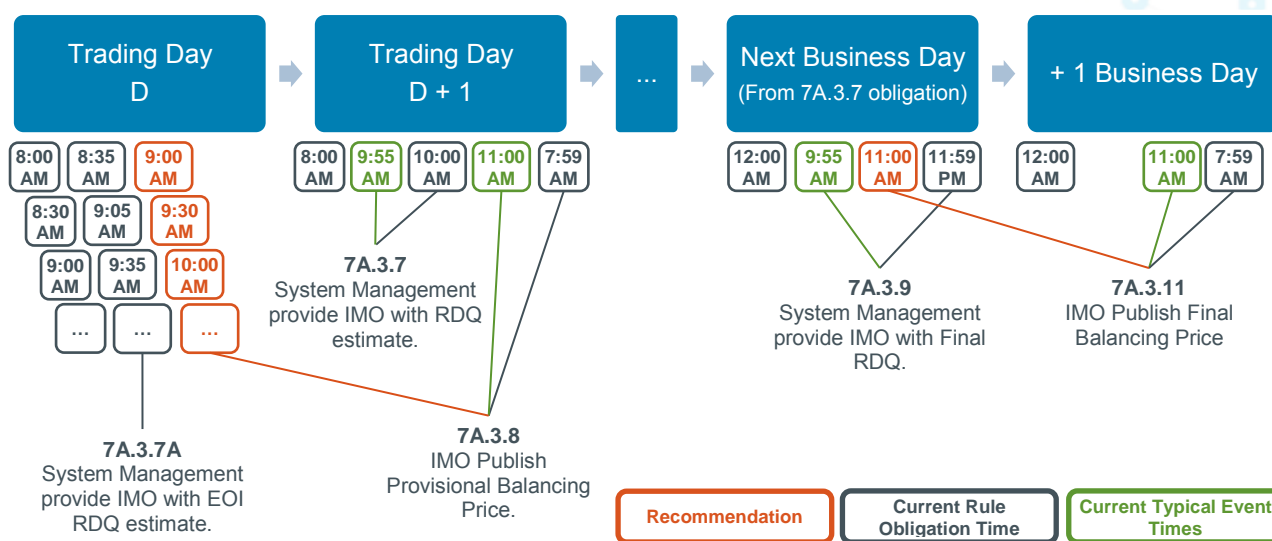 Trading Day
D
Trading Day
D + 1
...
Next Business Day
(From 7A.3.7 obligation)
+ 1 Business Day
8:00
AM
8:35
AM
9:00
AM
8:30
AM
9:05
AM
9:30
AM
9:00
AM
9:35
AM
10:00
AM
...
...
...
8:00
AM
9:55
AM
10:00
AM
11:00
AM
7:59
AM
12:00
AM
9:55
AM
11:00
AM
11:59
PM
12:00
AM
11:00
AM
7:59
AM
7A.3.7
System Management
provide IMO with RDQ
estimate.
7A.3.9
System Management
provide IMO with Final
RDQ.
7A.3.11
IMO Publish Final
Balancing Price
7A.3.7A
System Management
provide IMO with EOI
RDQ estimate.
7A.3.8
IMO Publish
Provisional Balancing
Price.
Recommendation
Current Rule
Obligation Time
Current Typical Event
Times